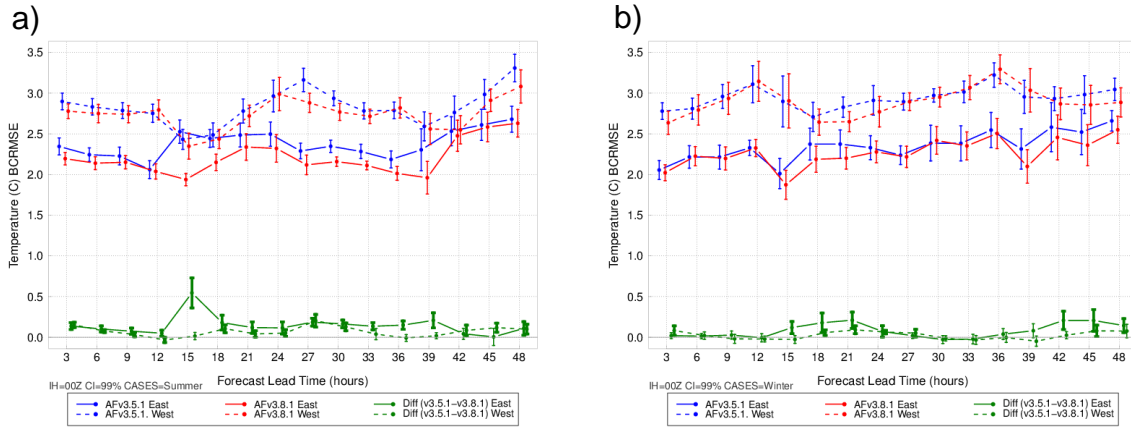 a)
b)
Temperature (C) BCRMSE
3.5
3.0
2.5
2.0
1.5
1.0
0.5
0.0
3 6 9 12 15 18 21 24 27 30 33 36 39 42 45 48
Forecast Lead Time (hours)
IH=00Z CI=99% CASES=Summer
AFv3.5.1 East AFv3.8.1 East Diff (v3.5.1–v3.8.1) East
AFv3.5.1. West AFv3.8.1 West Diff (v3.5.1–v3.8.1) West
Temperature (C) BCRMSE
3.5
3.0
2.5
2.0
1.5
1.0
0.5
0.0
3 6 9 12 15 18 21 24 27 30 33 36 39 42 45 48
Forecast Lead Time (hours)
IH=00Z CI=99% CASES=Winter
AFv3.5.1 East AFv3.8.1 East Diff (v3.5.1–v3.8.1) East
AFv3.5.1. West AFv3.8.1 West Diff (v3.5.1–v3.8.1) West